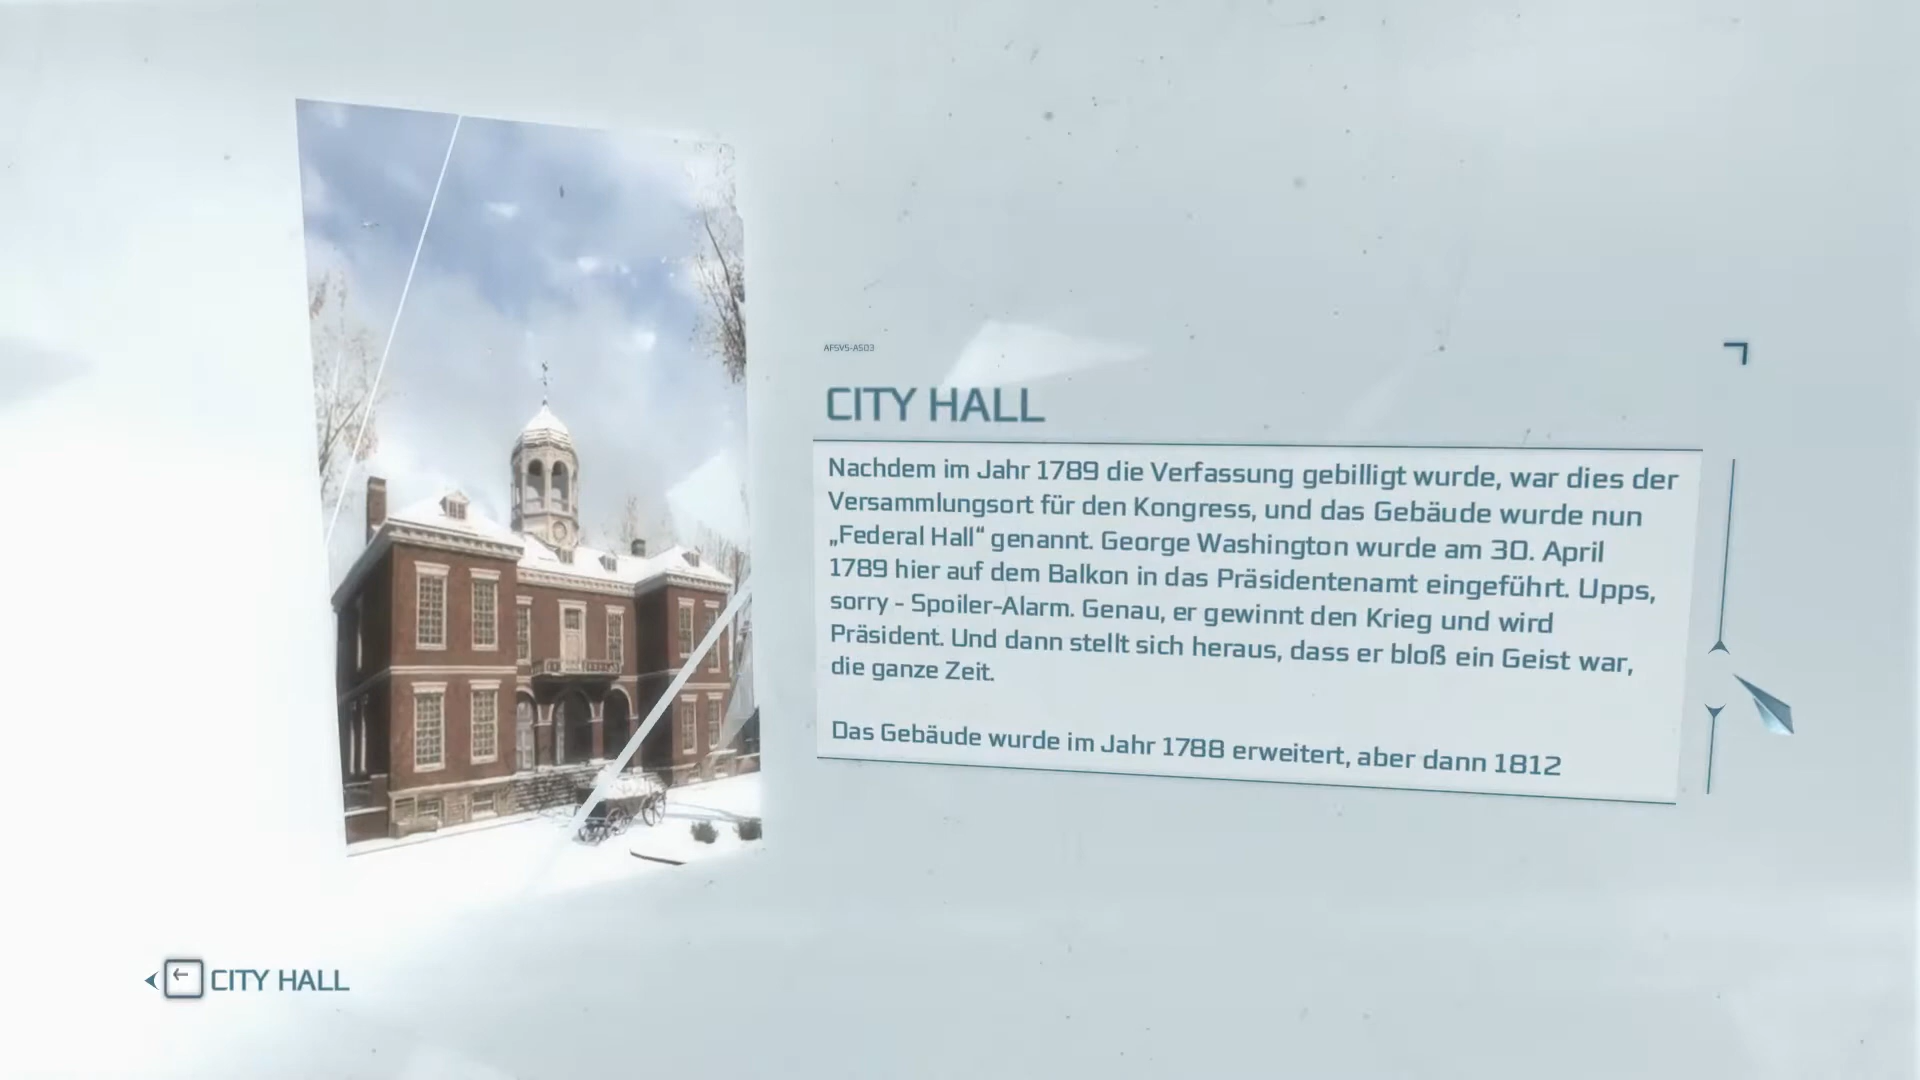 AFSVS-AS03
CITY HALL
Nachdem im Jahr 1789 die Verfassung gebilligt wurde, war dies der
Versammlungsort für den Kongress, und das Gebäude wurde nun
„Federal Hall“ genannt. George Washington wurde am 30. April
1789 hier auf dem Balkon in das Präsidentenamt eingeführt. Upps,
sorry - Spoiler-Alarm. Genau, er gewinnt den Krieg und wird
Präsident. Und dann stellt sich heraus, dass er bloß ein Geist war,
die ganze Zeit.
Das Gebäude wurde im Jahr 1788 erweitert, aber dann 1812
CITY HALL